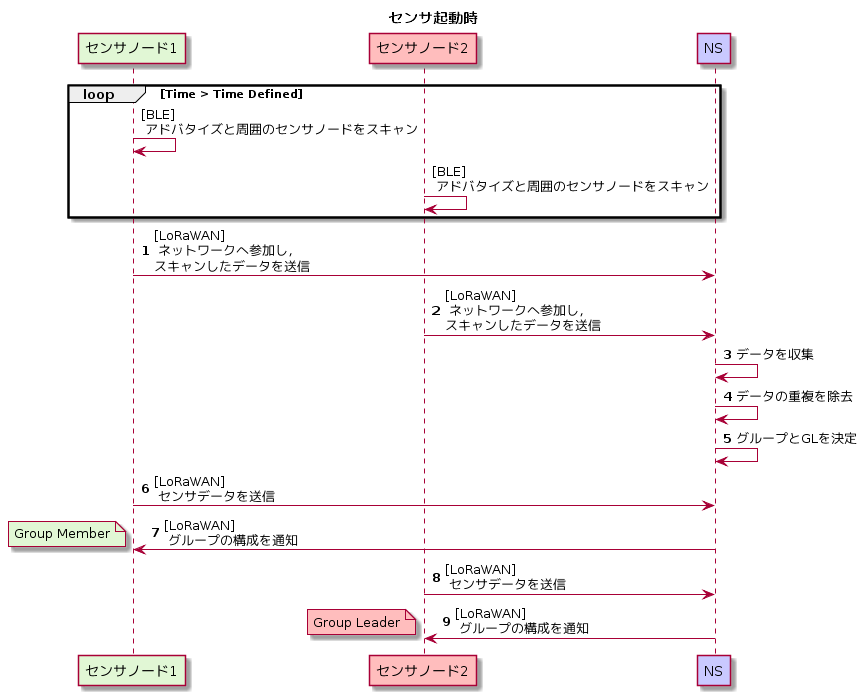 センサ起動時
センサノード1
センサノード2
NS
loop
[Time > Time Defined]
[BLE]
アドバタイズと周囲のセンサノードをスキャン
[BLE]
アドバタイズと周囲のセンサノードをスキャン
[LoRaWAN]
1 ネットワークへ参加し,
スキャンしたデータを送信
[LoRaWAN]
2 ネットワークへ参加し,
スキャンしたデータを送信
3 データを収集
4 データの重複を除去
5 グループとGLを決定
6 [LoRaWAN]
センサデータを送信
Group Member
7 [LoRaWAN]
グループの構成を通知
8 [LoRaWAN]
センサデータを送信
Group Leader
9 [LoRaWAN]
グループの構成を通知
センサノード1
センサノード2
NS